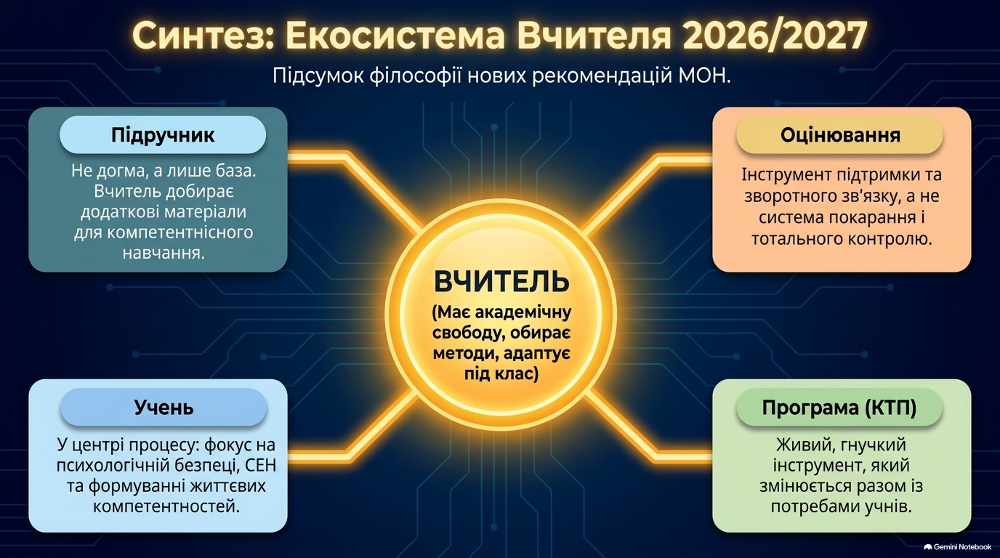 Синтез: Екосистема Вчителя 2026/2027
Підсумок філософії нових рекомендацій МОН.
Підручник
Не догма, а лише база.
Вчитель добирає
додаткові матеріали
для компетентнісного
навчання.
Оцінювання
Інструмент підтримки та
зворотного зв'язку, а не
система покарання і
тотального контролю.
ВЧИТЕЛЬ
(Має академічну
свободу, обирає
методи, адаптує
під клас)
Учень
У центрі процесу: фокус на
психологічній безпеці, СЕН
та формуванні життєвих
компетентностей.
Програма (КТП)
Живий, гнучкий
інструмент, який
змінюється разом із
потребами учнів.
Gemini Notebook